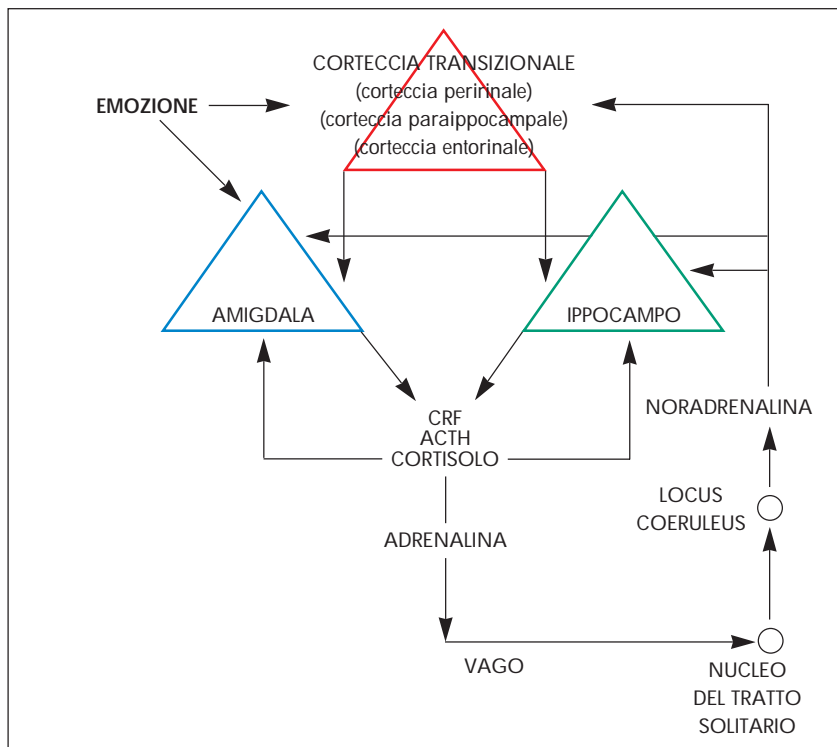 CORTECCIA TRANSIZIONALE
(corteccia peririnale)
EMOZIONE
(corteccia paraippocampale)
(corteccia entorinale)
AMIGDALA
IPPOCAMPO
CRF
ACTH
CORTISOLO
NORADRENALINA
LOCUS
COERULEUS
ADRENALINA
VAGO
NUCLEO
DEL TRATTO
SOLITARIO